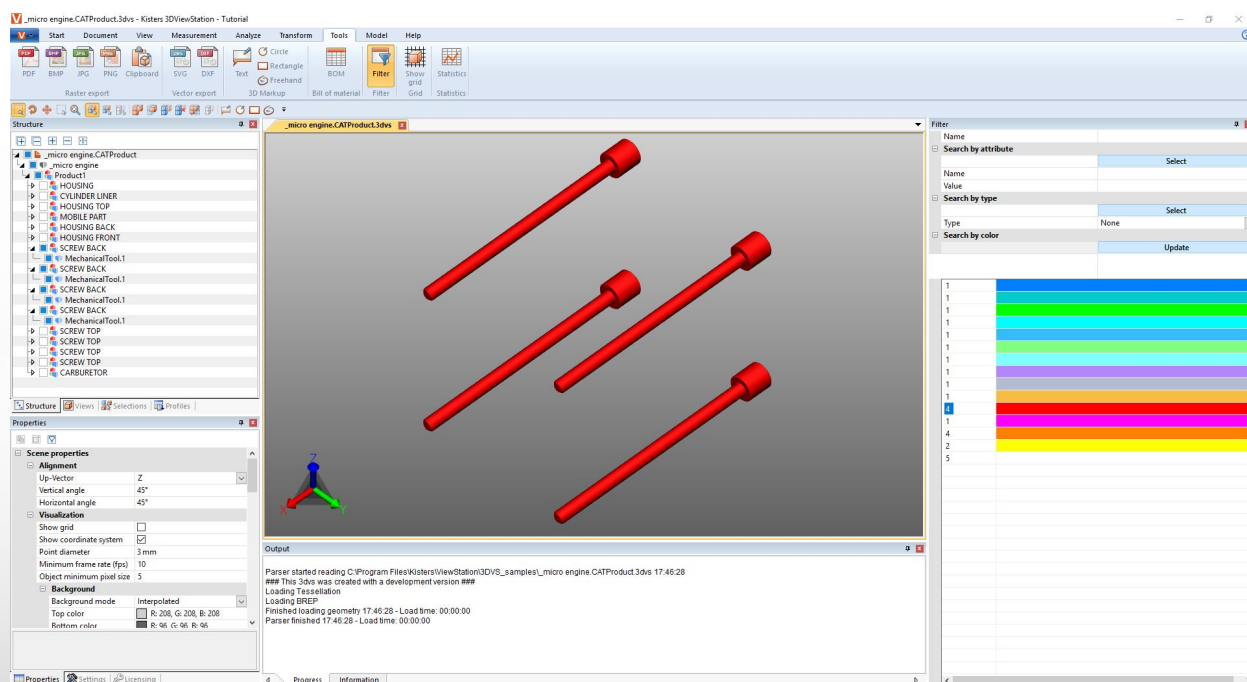 _micro engine.CATProduct.3dvs - Kisters 3DViewStation - Tutorial
Start Document View Measurement Analyze Transform Tools Model Help
PDF BMP JPG PNG Clipboard SVG DXF Text Circle Rectangle Freehand BOM Filter Show grid Statistics
Raster export Vector export 3D Markup Bill of material Filter Grid Statistics
Structure
_micro engine.CATProduct
_micro engine
Product1
HOUSING
CYLINDER LINER
HOUSING TOP
MOBILE PART
HOUSING BACK
HOUSING FRONT
SCREW BACK
MechanicalTool.1
SCREW BACK
MechanicalTool.1
SCREW BACK
MechanicalTool.1
SCREW BACK
MechanicalTool.1
SCREW TOP
SCREW TOP
SCREW TOP
SCREW TOP
CARBURETOR
Structure Views Selections Profiles
Properties
Scene properties
Alignment
Up-Vector Z
Vertical angle 45°
Horizontal angle 45°
Visualization
Show grid
Show coordinate system
Point diameter 3 mm
Minimum frame rate (fps) 10
Object minimum pixel size 5
Background
Background mode Interpolated
Top color R: 208, G: 208, B: 208
Bottom color R: 96, G: 96, B: 96
Properties Settings Licensing
_micro engine.CATProduct.3dvs
Z
X
Y
Output
Parser started reading C:\Program Files\Kisters\ViewStation\3DVS_samples\_micro engine.CATProduct.3dvs 17:46:28
### This 3dvs was created with a development version ###
Loading Tessellation
Loading BREP
Finished loading geometry 17:46:28 - Load time: 00:00:00
Parser finished 17:46:28 - Load time: 00:00:00
Progress Information
Filter
Name
Search by attribute
Select
Name
Value
Search by type
Select
Type None
Search by color
Update
1
1
1
1
1
1
1
1
1
1
4
1
4
2
5